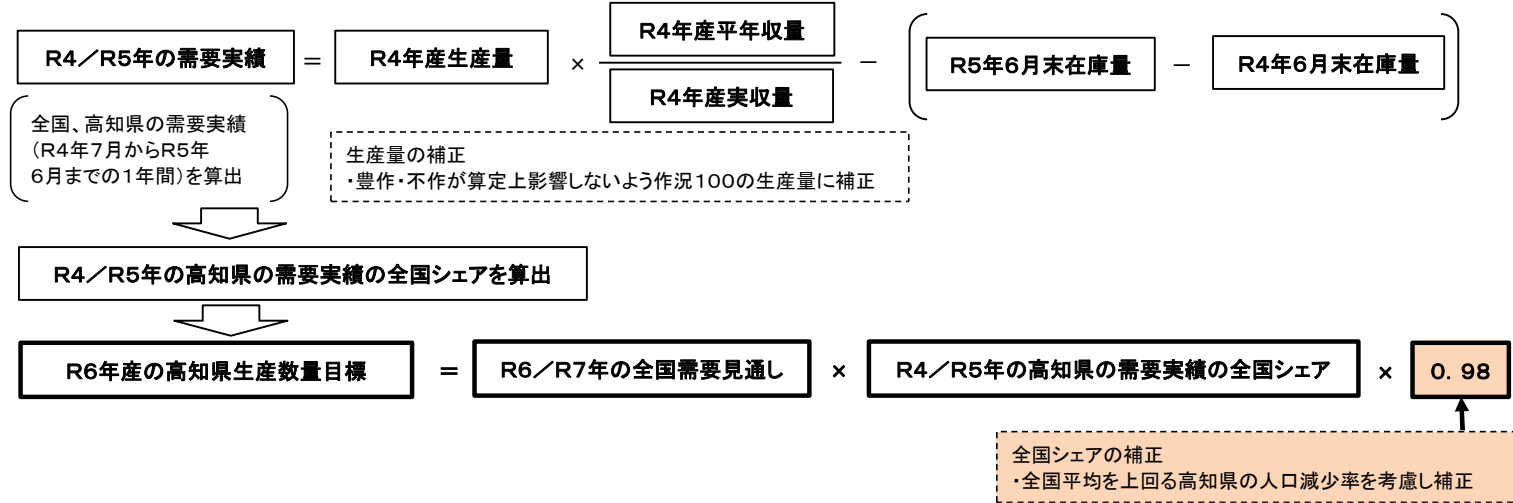 R4／R5年の需要実績 ＝ R4年産生産量 × R4年産平年収量 － R5年6月末在庫量 － R4年6月末在庫量
R4年産実収量
全国、高知県の需要実績
（R4年7月からR5年
6月までの1年間）を算出
生産量の補正
・豊作・不作が算定上影響しないよう作況100の生産量に補正
R4／R5年の高知県の需要実績の全国シェアを算出
R6年産の高知県生産数量目標 ＝ R6／R7年の全国需要見通し × R4／R5年の高知県の需要実績の全国シェア × 0.98
全国シェアの補正
・全国平均を上回る高知県の人口減少率を考慮し補正